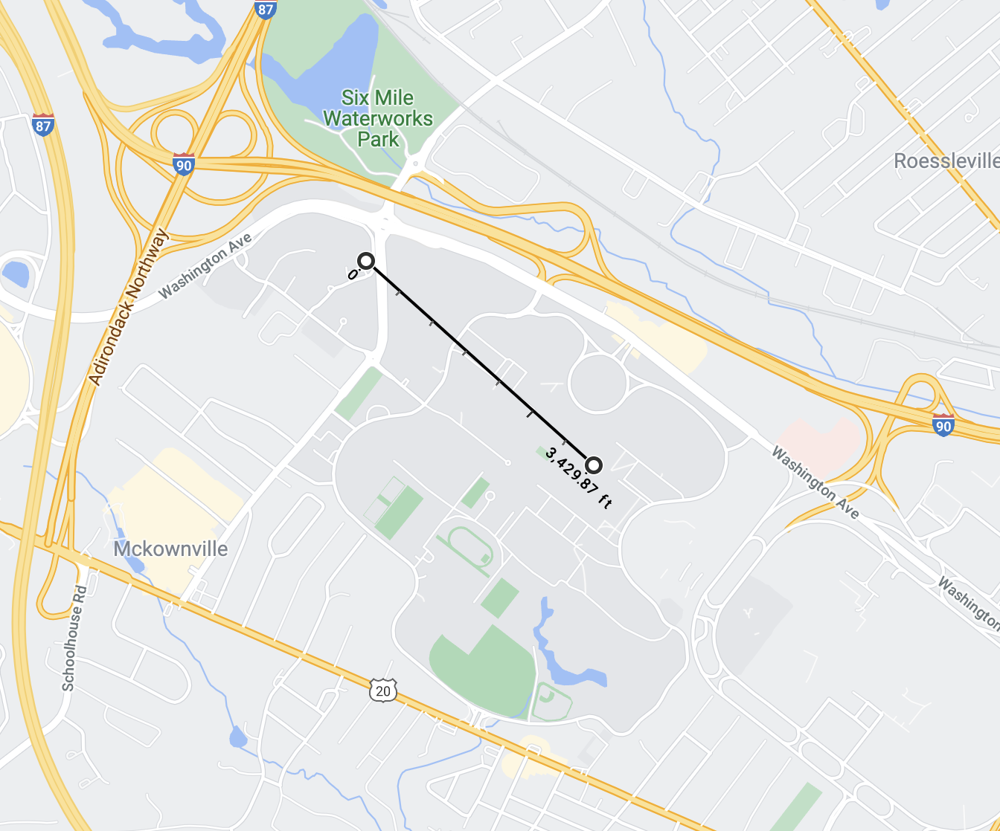 87
87
Six Mile
Waterworks
Park
90
Roessleville
Washington Ave
Adirondack Northway
0
3,429.87 ft
90
Washington Ave
Mckownville
Washington
Schoolhouse Rd
20